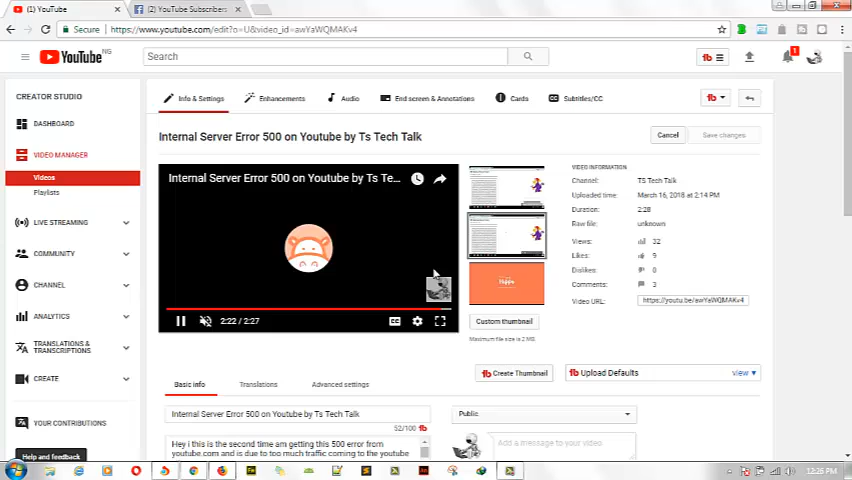 (1) YouTube
(2) YouTube Subscribers
Secure https://www.youtube.com/edit?o=U&video_id=awYaWQMAKv4
YouTube NG
Search
1
CREATOR STUDIO
DASHBOARD
VIDEO MANAGER
Videos
Playlists
LIVE STREAMING
COMMUNITY
CHANNEL
ANALYTICS
TRANSLATIONS &
TRANSCRIPTIONS
CREATE
YOUR CONTRIBUTIONS
Help and feedback
Info & Settings
Enhancements
Audio
End screen & Annotations
Cards
Subtitles/CC
Internal Server Error 500 on Youtube by Ts Tech Talk
Cancel
Save changes
Internal Server Error 500 on Youtube by Ts Te...
2:22 / 2:27
Hippo
Custom thumbnail
Maximum file size is 2 MB.
VIDEO INFORMATION
Channel: TS Tech Talk
Uploaded time: March 16, 2018 at 2:14 PM
Duration: 2:28
Raw file: unknown
Views: 32
Likes: 9
Dislikes: 0
Comments: 3
Video URL: https://youtu.be/awYaWQMAKv4
Create Thumbnail
Upload Defaults
view ▾
Basic info
Translations
Advanced settings
Internal Server Error 500 on Youtube by Ts Tech Talk
52/100
Public
Hey i this is the second time am getting this 500 error from
youtube.com and is due to too much traffic coming to the youtube
Add a message to your video
12:26 PM